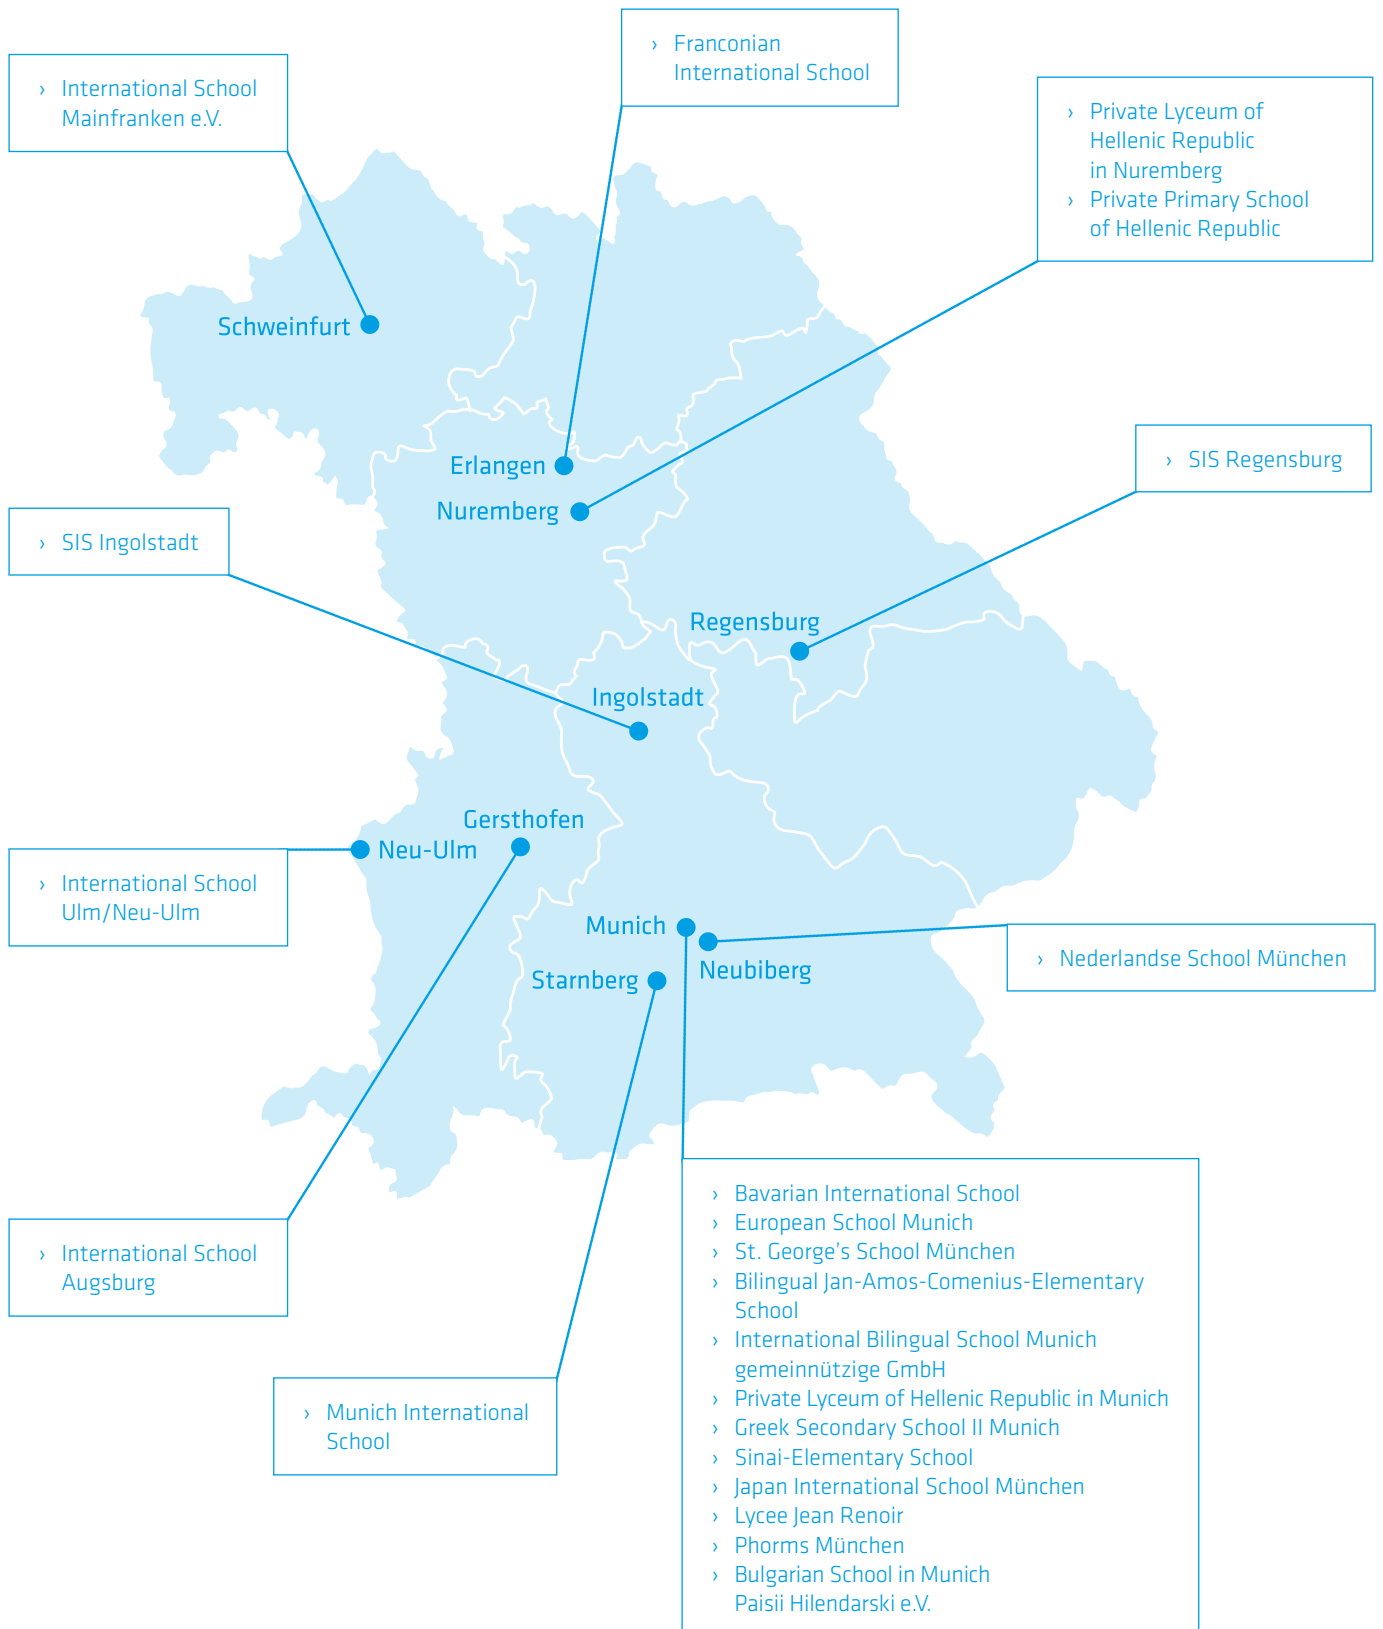 › Franconian
International School
› International School
Mainfranken e.V.
› Private Lyceum of
Hellenic Republic
in Nuremberg
› Private Primary School
of Hellenic Republic
Schweinfurt
Erlangen
› SIS Regensburg
Nuremberg
› SIS Ingolstadt
Regensburg
Ingolstadt
Gersthofen
Neu-Ulm
› International School
Ulm/Neu-Ulm
Munich
› Nederlandse School München
Neubiberg
Starnberg
› Bavarian International School
› European School Munich
› St. George's School München
› Bilingual Jan-Amos-Comenius-Elementary
School
› International Bilingual School Munich
gemeinnützige GmbH
› Private Lyceum of Hellenic Republic in Munich
› Greek Secondary School II Munich
› Sinai-Elementary School
› Japan International School München
› Lycee Jean Renoir
› Phorms München
› Bulgarian School in Munich
Paisii Hilendarski e.V.
› International School
Augsburg
› Munich International
School